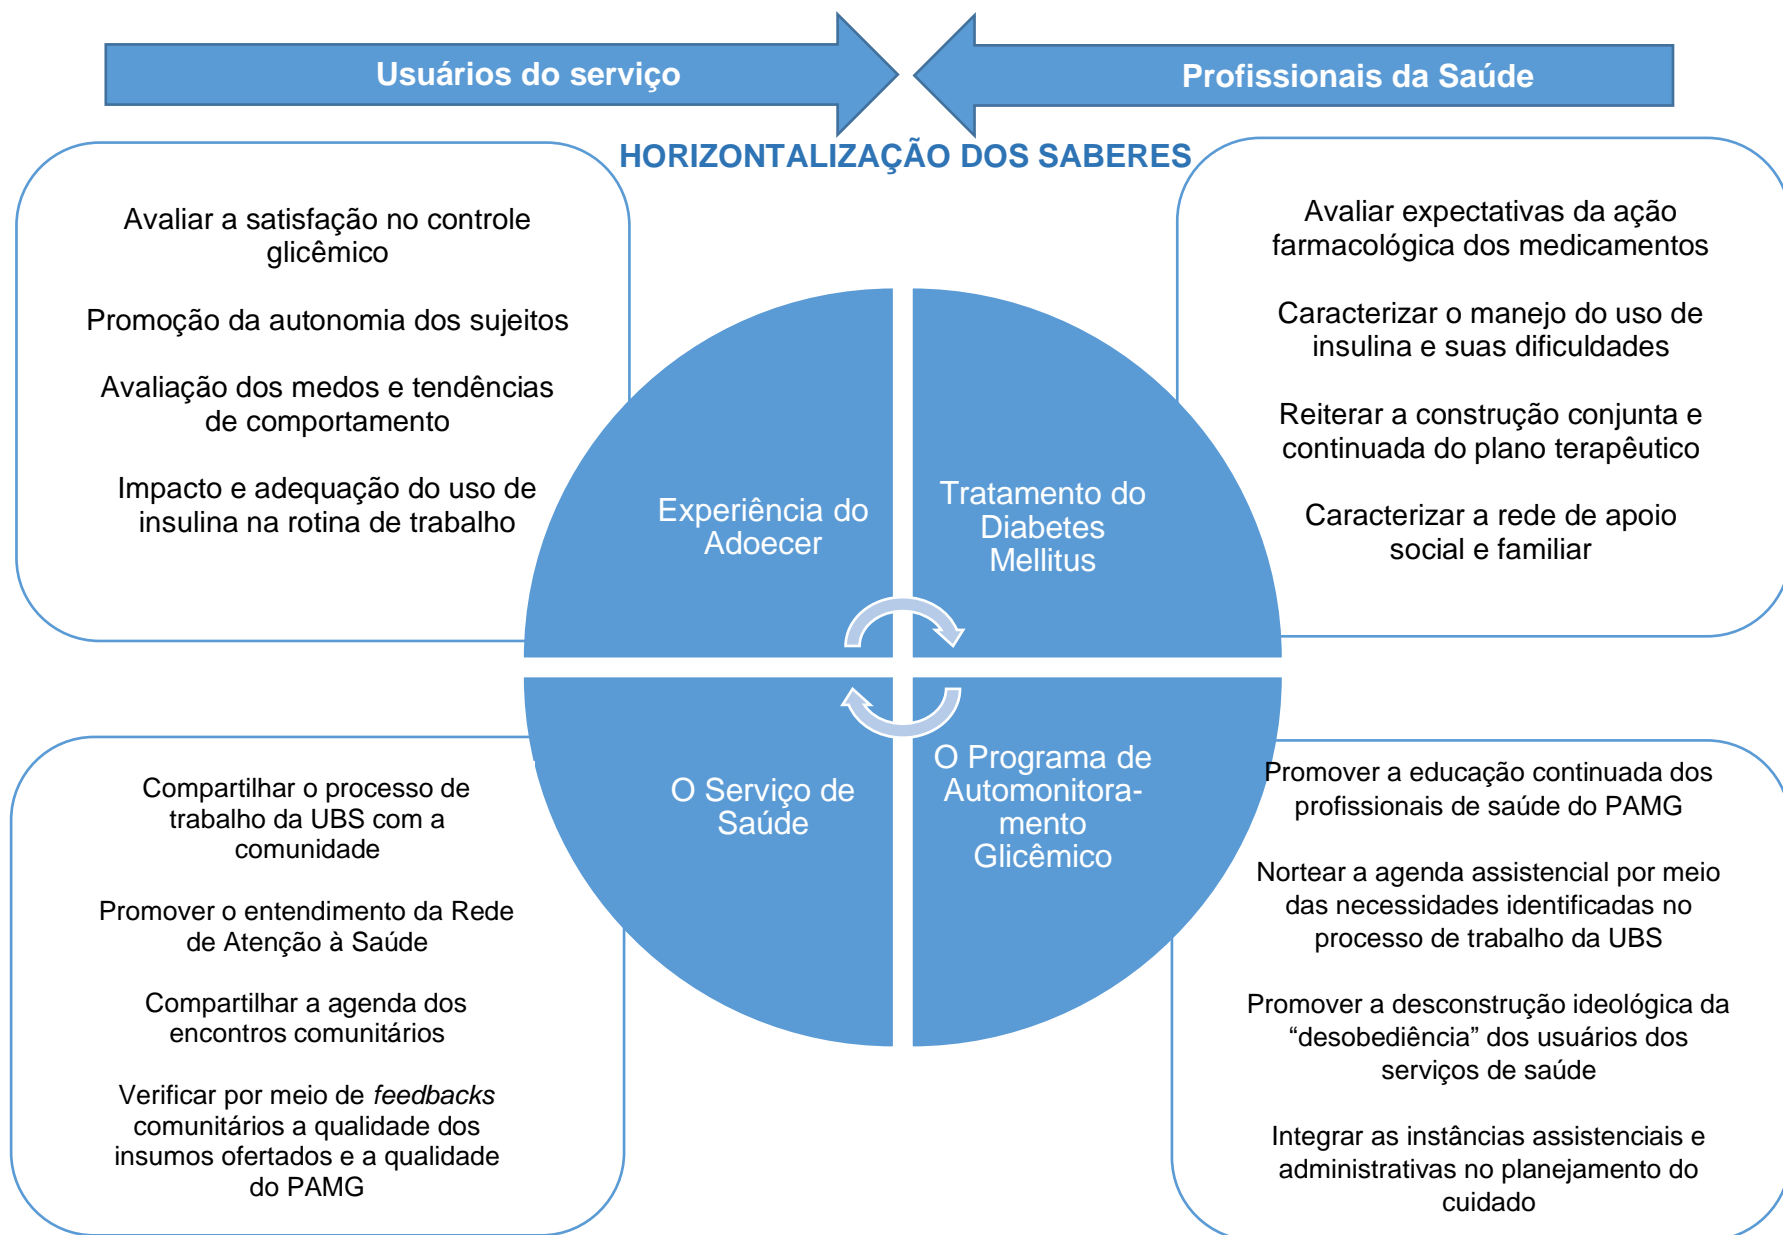 Usuários do serviço
Profissionais da Saúde
HORIZONTALIZAÇÃO DOS SABERES
Avaliar a satisfação no controle
glicêmico
Promoção da autonomia dos sujeitos
Avaliação dos medos e tendências
de comportamento
Impacto e adequação do uso de
insulina na rotina de trabalho
Avaliar expectativas da ação
farmacológica dos medicamentos
Caracterizar o manejo do uso de
insulina e suas dificuldades
Reiterar a construção conjunta e
continuada do plano terapêutico
Caracterizar a rede de apoio
social e familiar
Experiência do
Adoecer
Tratamento do
Diabetes
Mellitus
O Serviço de
Saúde
O Programa de
Automonitora-
mento
Glicêmico
Compartilhar o processo de
trabalho da UBS com a
comunidade
Promover o entendimento da Rede
de Atenção à Saúde
Compartilhar a agenda dos
encontros comunitários
Verificar por meio de feedbacks
comunitários a qualidade dos
insumos ofertados e a qualidade
do PAMG
Promover a educação continuada dos
profissionais de saúde do PAMG
Nortear a agenda assistencial por meio
das necessidades identificadas no
processo de trabalho da UBS
Promover a desconstrução ideológica da
“desobediência” dos usuários dos
serviços de saúde
Integrar as instâncias assistenciais e
administrativas no planejamento do
cuidado